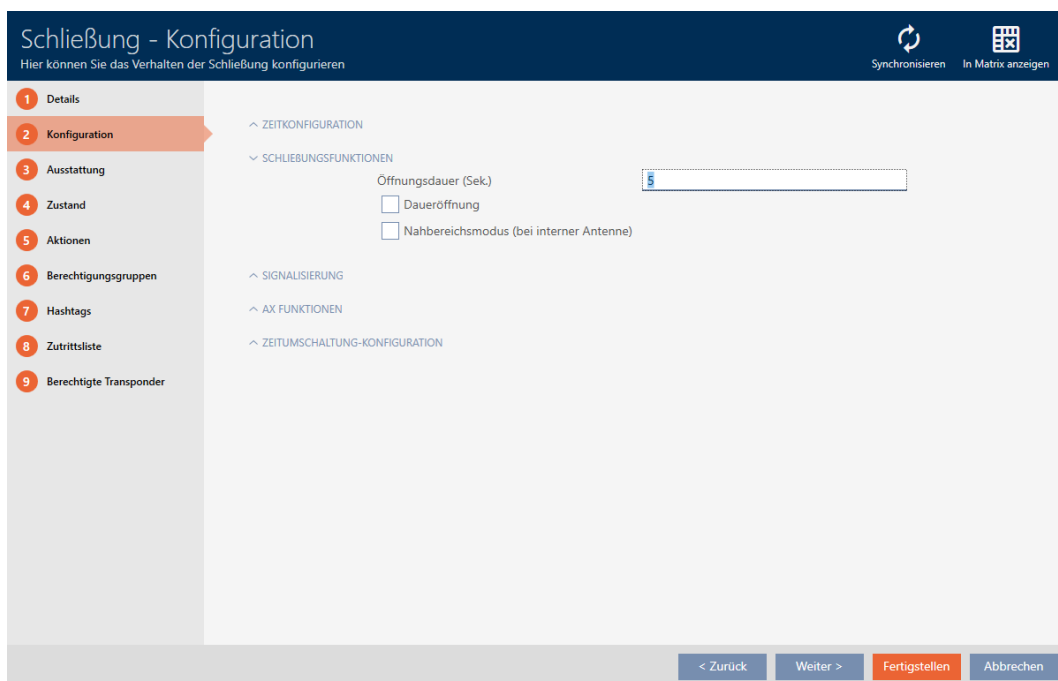 Schließung - Konfiguration
Hier können Sie das Verhalten der Schließung konfigurieren
Synchronisieren
In Matrix anzeigen
1 Details
2 Konfiguration
3 Ausstattung
4 Zustand
5 Aktionen
6 Berechtigungsgruppen
7 Hashtags
8 Zutrittsliste
9 Berechtigte Transponder
ZEITKONFIGURATION
SCHLIEßUNGSFUNKTIONEN
Öffnungsdauer (Sek.) 5
Daueröffnung
Nahbereichsmodus (bei interner Antenne)
SIGNALISIERUNG
AX FUNKTIONEN
ZEITUMSCHALTUNG-KONFIGURATION
< Zurück
Weiter >
Fertigstellen
Abbrechen